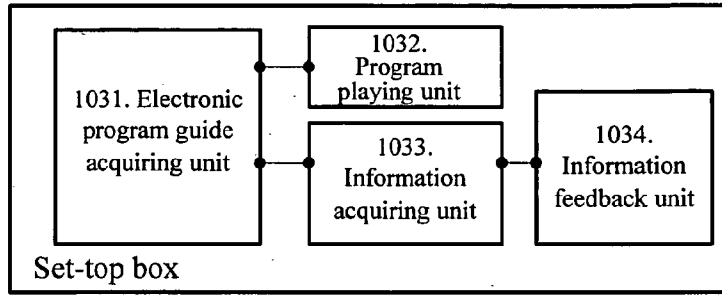 1031. Electronic
program guide
acquiring unit
1032.
Program
playing unit
1033.
Information
acquiring unit
1034.
Information
feedback unit
Set-top box